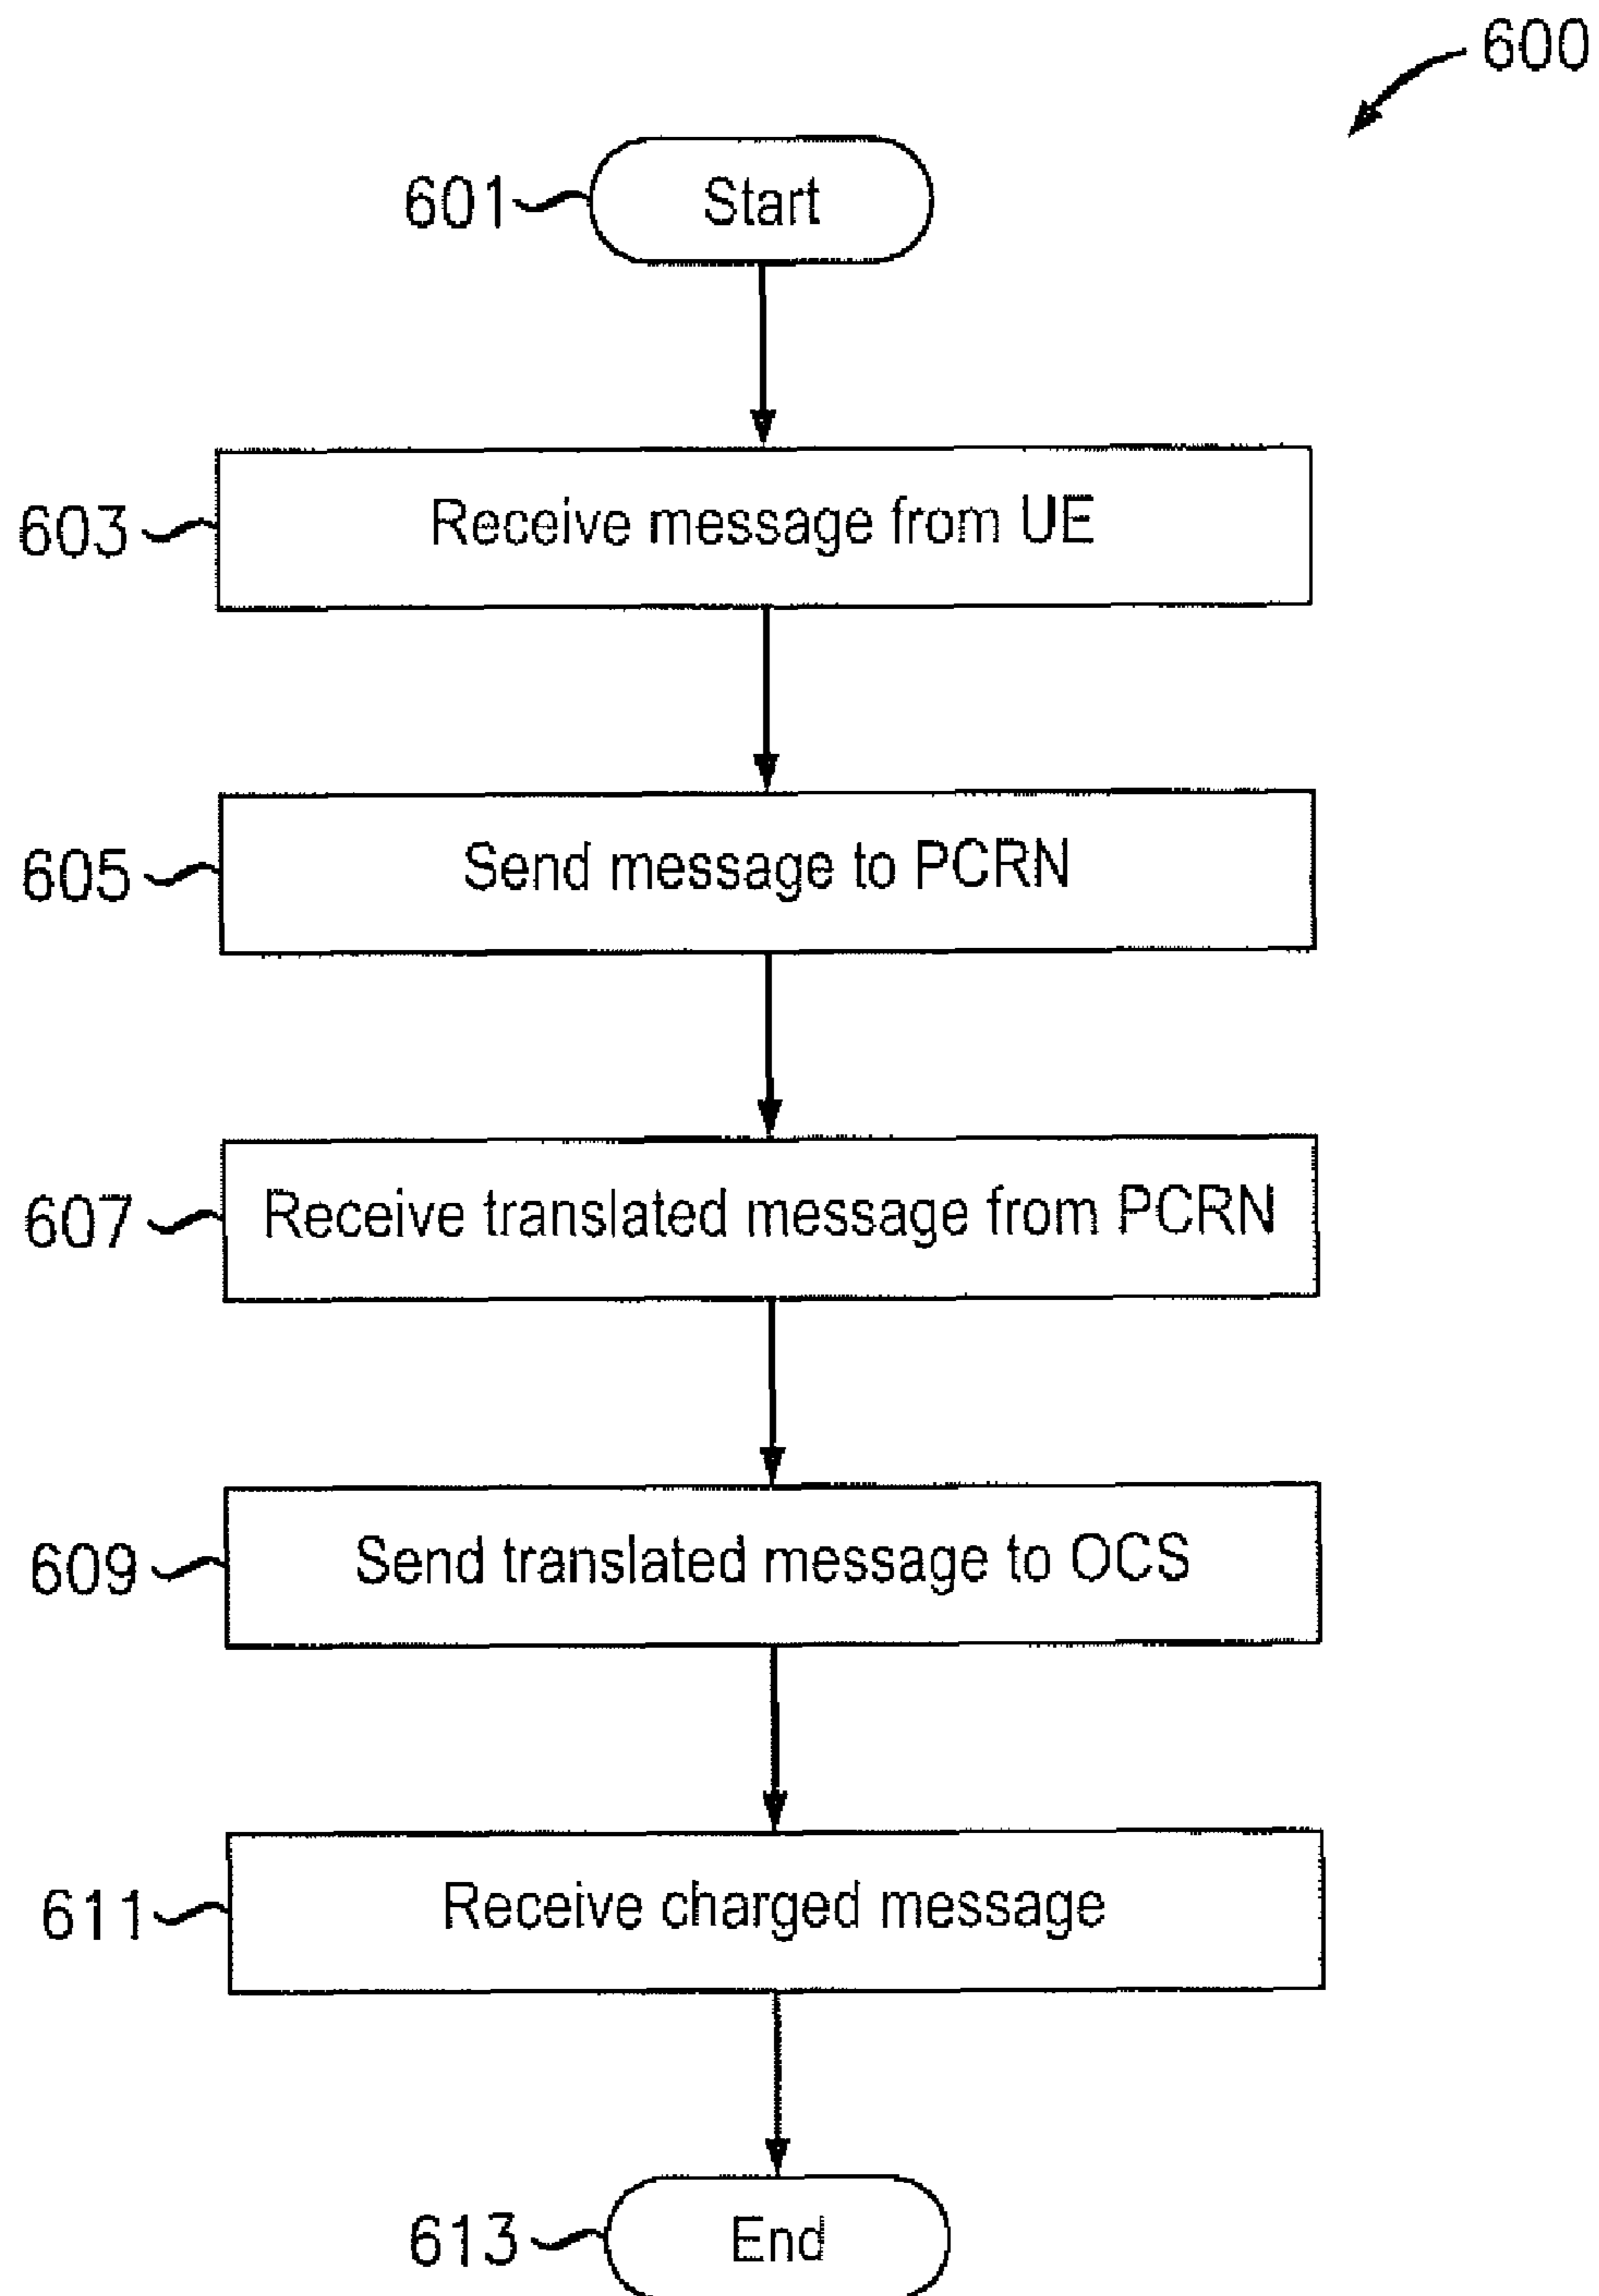 600
601
Start
603
Receive message from UE
605
Send message to PCRN
607
Receive translated message from PCRN
609
Send translated message to OCS
611
Receive charged message
613
End